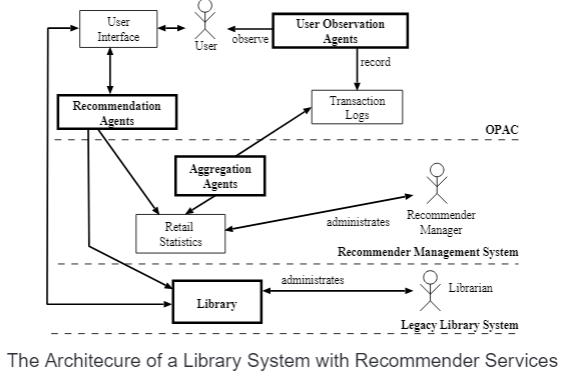 User
Interface
User
observe
User Observation
Agents
record
Recommendation
Agents
Transaction
Logs
OPAC
Aggregation
Agents
Retail
Statistics
administrates
Recommender
Manager
Recommender Management System
Library
administrates
Librarian
Legacy Library System
The Architecure of a Library System with Recommender Services